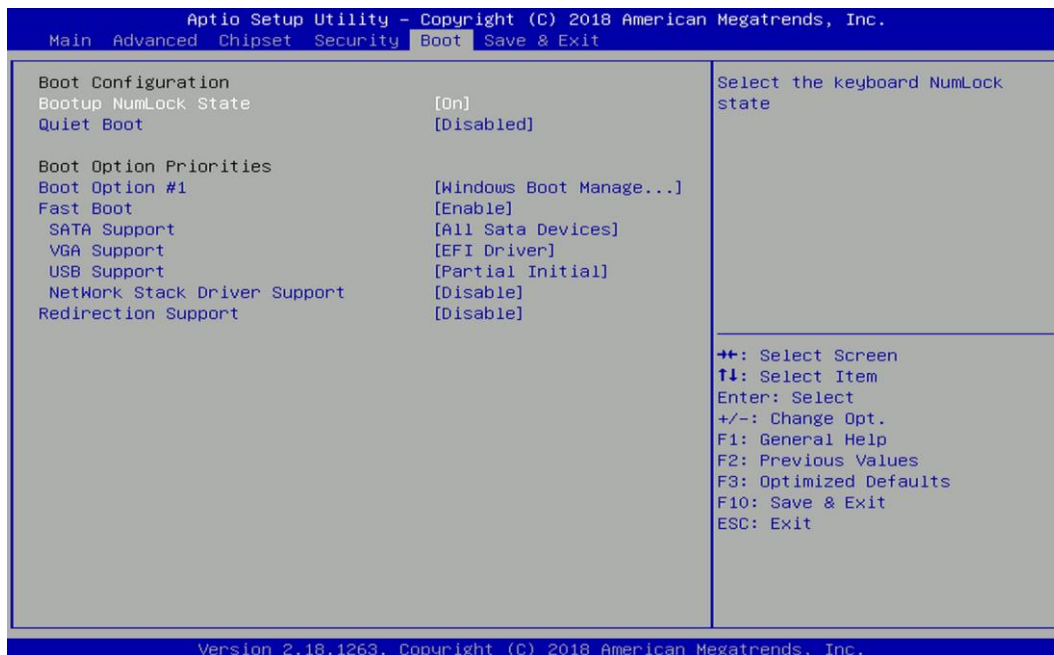 Aptio Setup Utility – Copyright (C) 2018 American Megatrends, Inc.
Main Advanced Chipset Security Boot Save & Exit
Boot Configuration
Bootup NumLock State [On]
Quiet Boot [Disabled]
Boot Option Priorities
Boot Option #1 [Windows Boot Manage...]
Fast Boot [Enable]
SATA Support [All Sata Devices]
VGA Support [EFI Driver]
USB Support [Partial Initial]
NetWork Stack Driver Support [Disable]
Redirection Support [Disable]
Select the keyboard NumLock
state
→←: Select Screen
↑↓: Select Item
Enter: Select
+/-: Change Opt.
F1: General Help
F2: Previous Values
F3: Optimized Defaults
F10: Save & Exit
ESC: Exit
Version 2.18.1263. Copyright (C) 2018 American Megatrends, Inc.